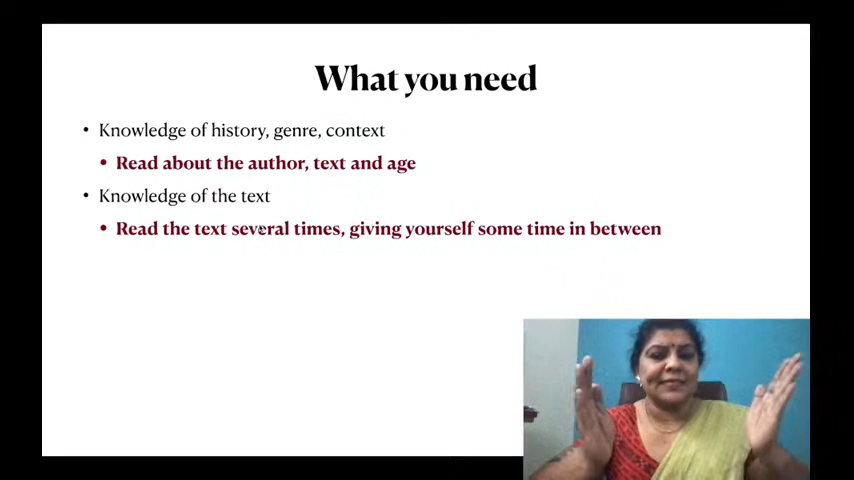 What you need
• Knowledge of history, genre, context
• Read about the author, text and age
• Knowledge of the text
• Read the text several times, giving yourself some time in between